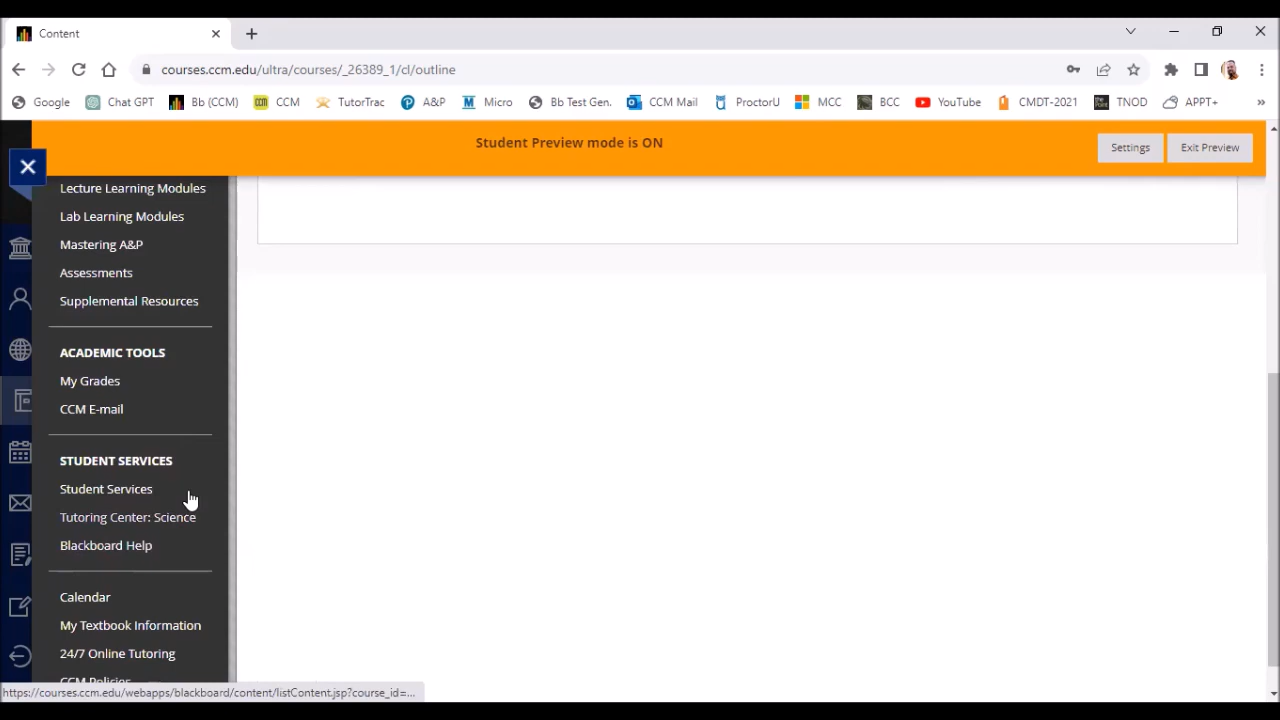 Content
courses.ccm.edu/ultra/courses/_26389_1/cl/outline
Google Chat GPT Bb (CCM) CCM TutorTrac A&P Micro Bb Test Gen. CCM Mail ProctorU MCC BCC YouTube CMDT-2021 TNOD APPT+ »
Student Preview mode is ON
Settings
Exit Preview
Lecture Learning Modules
Lab Learning Modules
Mastering A&P
Assessments
Supplemental Resources
ACADEMIC TOOLS
My Grades
CCM E-mail
STUDENT SERVICES
Student Services
Tutoring Center: Science
Blackboard Help
Calendar
My Textbook Information
24/7 Online Tutoring
CCM Policies
https://courses.ccm.edu/webapps/blackboard/content/listContent.jsp?course_id=...